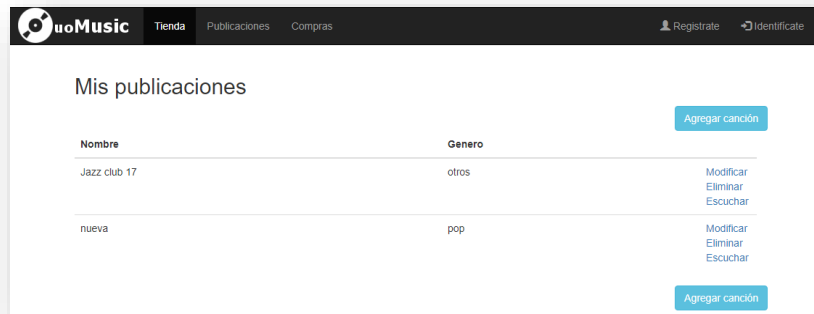 uoMusic Tienda Publicaciones Compras Registrate Identifícate
Mis publicaciones
Agregar canción
Nombre Genero
Jazz club 17 otros Modificar
Eliminar
Escuchar
nueva pop Modificar
Eliminar
Escuchar
Agregar canción